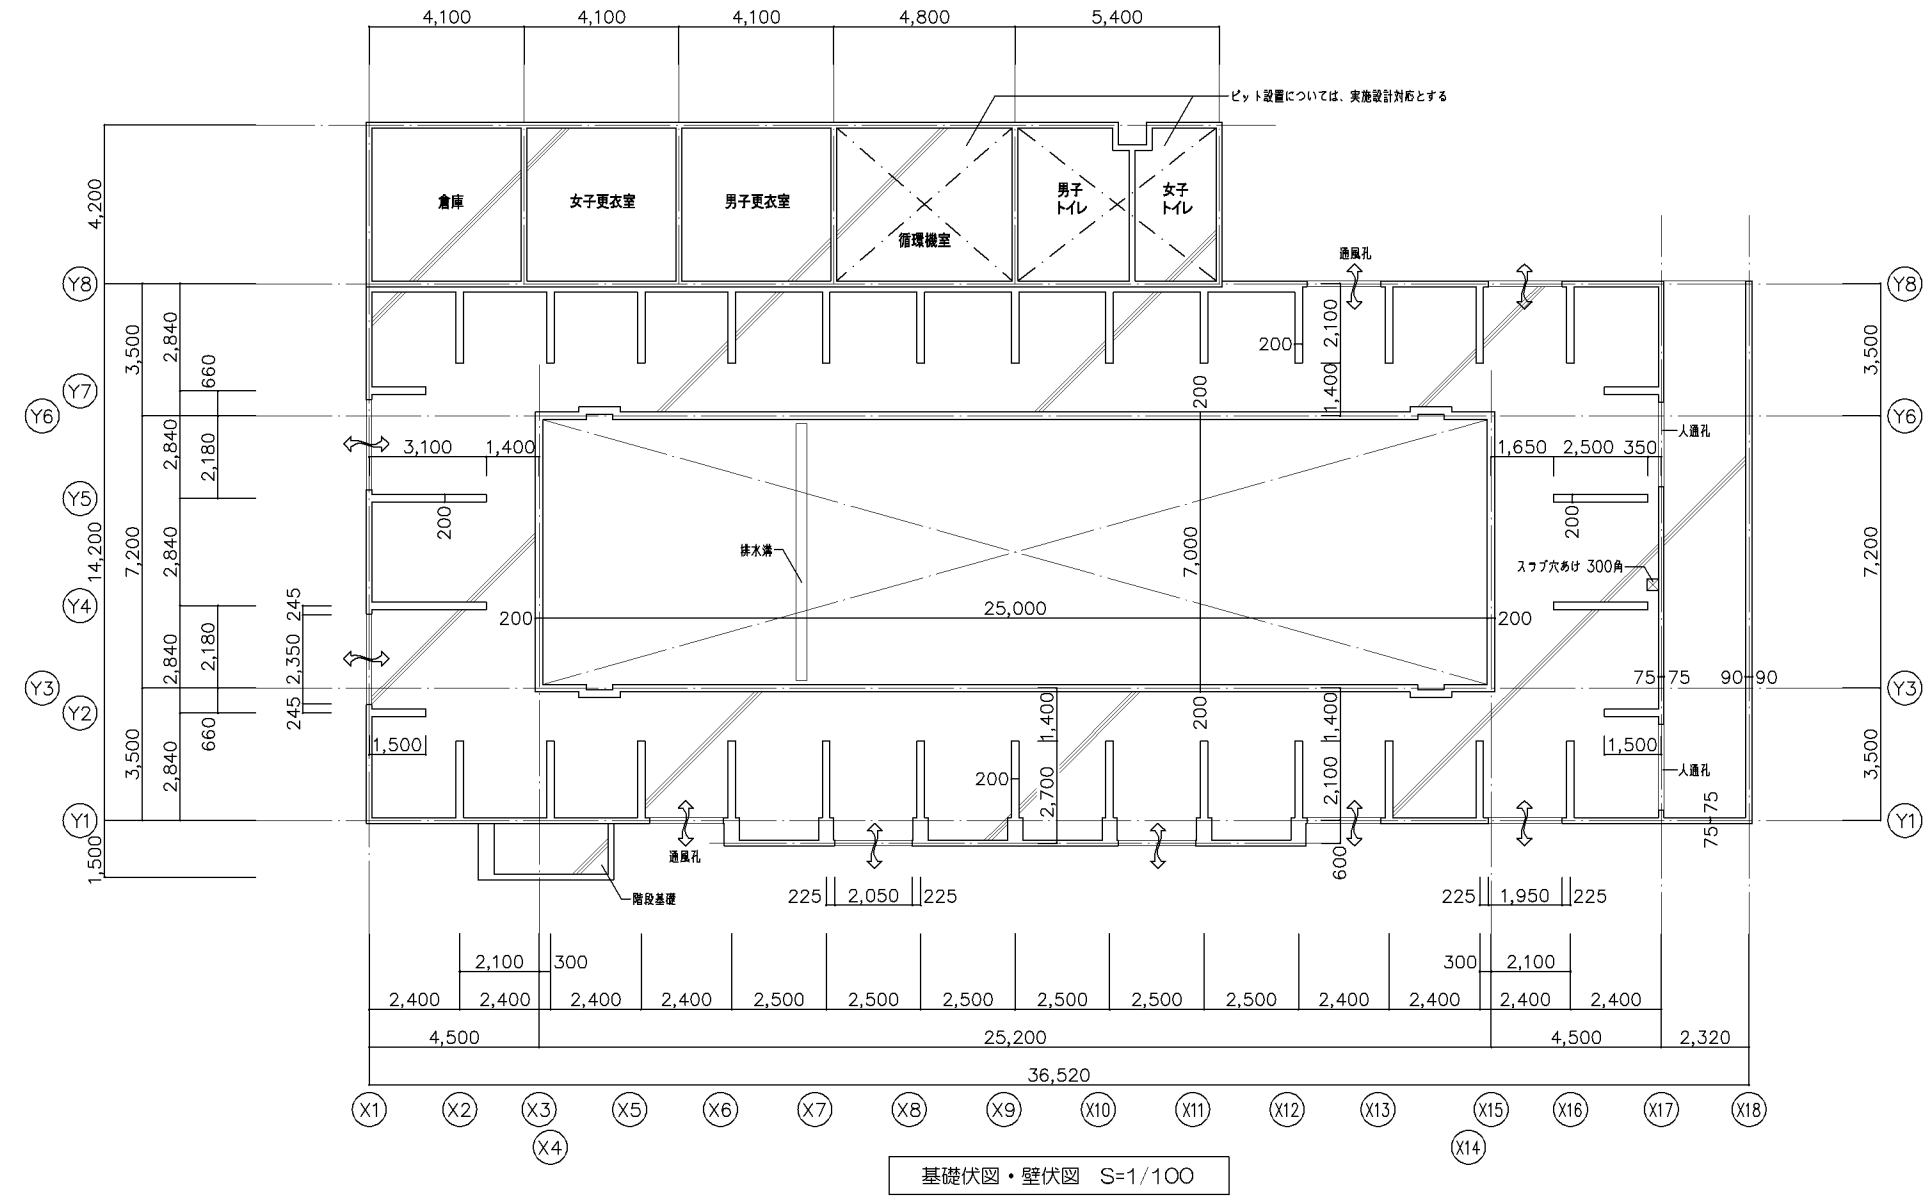 4,100 4,100 4,100 4,800 5,400
ピット設置については、実施設計対応とする
倉庫 女子更衣室 男子更衣室
循環機室
男子
トイレ
女子
トイレ
通風孔
4,200
Y8 Y8
3,500 2,840 660 2,100 3,500
200
1,400
Y7
200
Y6 Y6
人通孔
2,840 2,180 3,100 1,400 1,650 2,500 350
Y5
200 200
14,200 7,200 2,840 排水溝 7,000 7,200
スラブ穴あけ 300角
Y4
245
200 25,000 200
2,840 2,180 2,350
75 75 90 90
Y3 Y3
245
Y2
660
1,400 200 1,400
3,500 2,840 1,500 1,500 3,500
人通孔
200 2,700 2,100
75 75
Y1 Y1
通風孔
600
1,500
階段基礎
225 2,050 225 225 1,950 225
2,100 300 300 2,100
2,400 2,400 2,400 2,400 2,500 2,500 2,500 2,500 2,500 2,500 2,400 2,400 2,400 2,400
4,500 25,200 4,500 2,320
36,520
X1 X2 X3 X5 X6 X7 X8 X9 X10 X11 X12 X13 X15 X16 X17 X18
X4 X14
基礎伏図・壁伏図 S=1/100